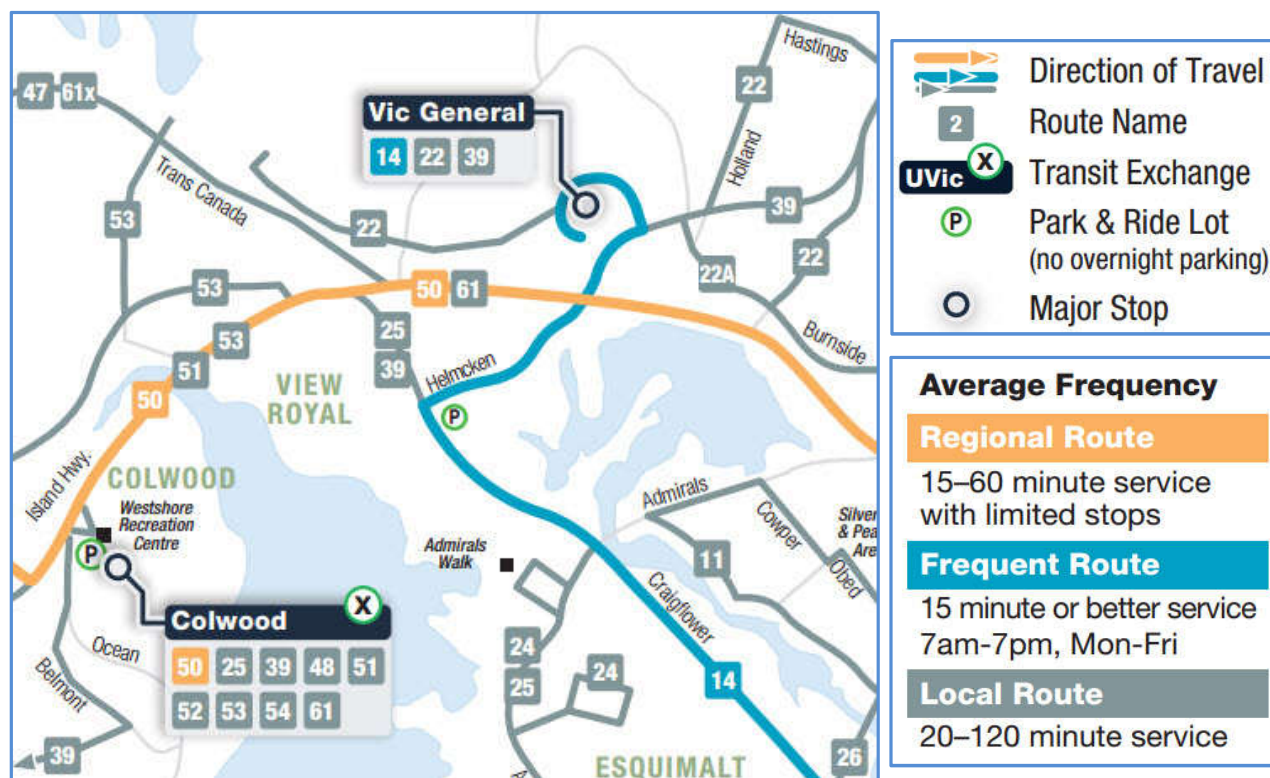 Hastings
47
61x
22
Vic General
14 22 39
Trans Canada
Holland
39
53
22
22
22A
53
50 61
25
53
Burnside
51
39
Helmcken
VIEW
ROYAL
50
P
Island Hwy.
COLWOOD
Westshore
Recreation
Centre
P
Admirals
Cowper
Silver
& Pea
Are
Admirals
Walk
11
Obed
Craigflower
Colwood X
50 25 39 48 51
52 53 54 61
Ocean
Belmont
24
25
24
14
39
26
ESQUIMALT
Direction of Travel
2 Route Name
UVic X Transit Exchange
P Park & Ride Lot
(no overnight parking)
Major Stop
Average Frequency
Regional Route
15–60 minute service
with limited stops
Frequent Route
15 minute or better service
7am-7pm, Mon-Fri
Local Route
20–120 minute service